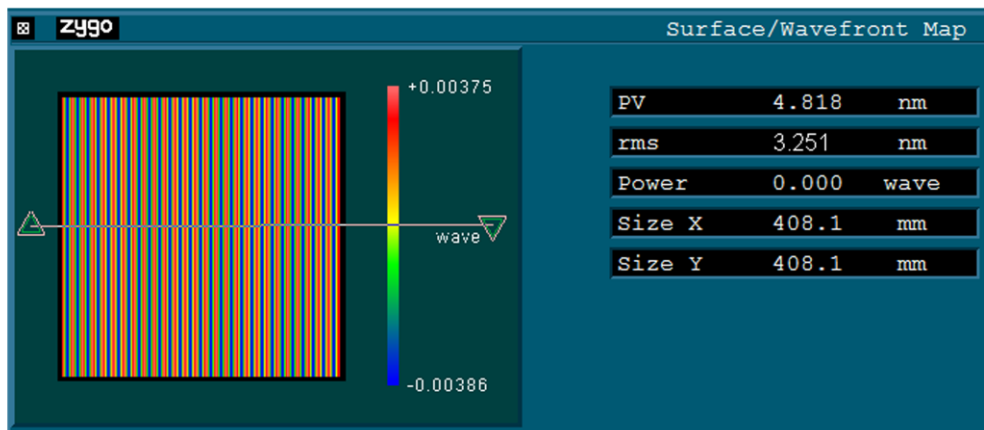 zygo
Surface/Wavefront Map
+0.00375
wave
-0.00386
PV 4.818 nm
rms 3.251 nm
Power 0.000 wave
Size X 408.1 mm
Size Y 408.1 mm